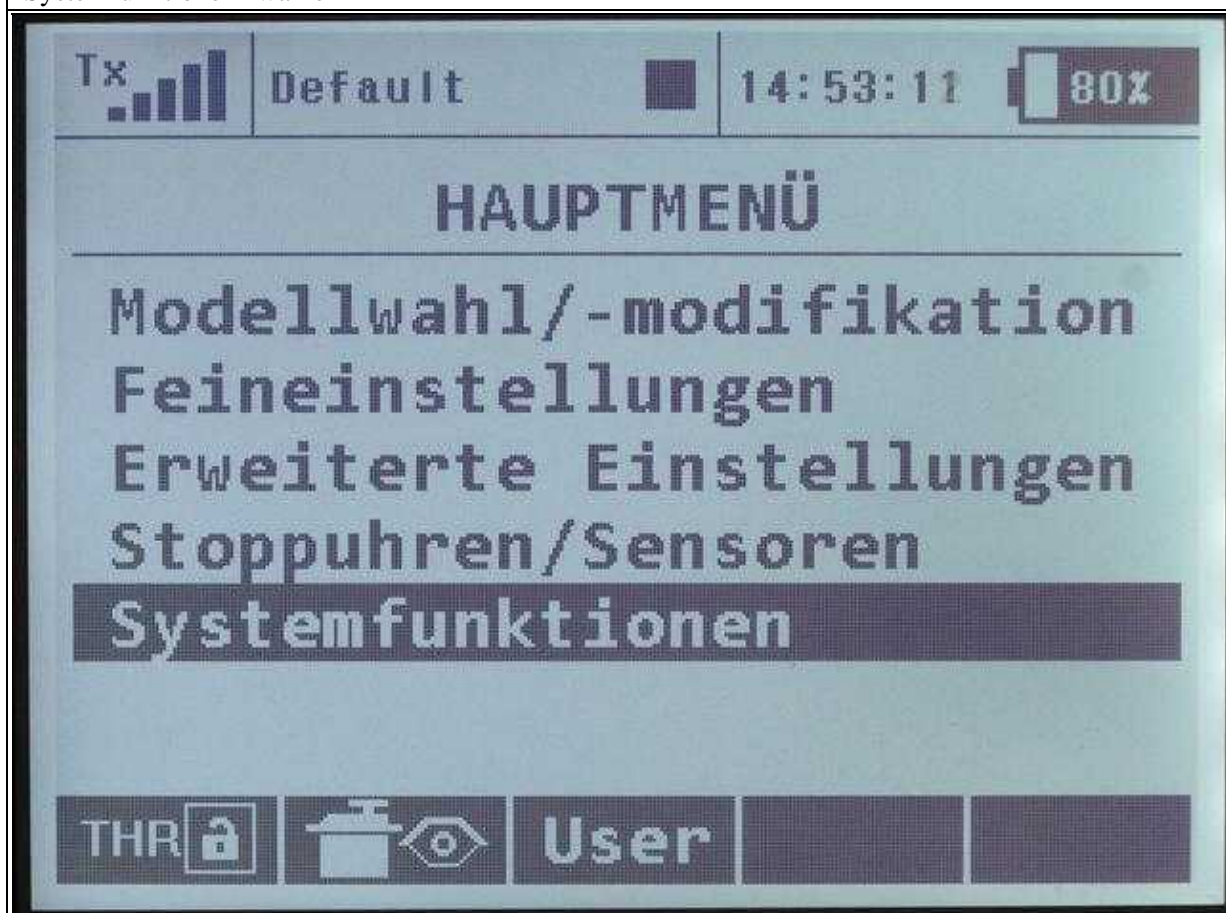 Tx Default 14:53:11 80%
HAUPTMENÜ
Modellwahl/-modifikation
Feineinstellungen
Erweiterte Einstellungen
Stoppuhren/Sensoren
Systemfunktionen
THR User